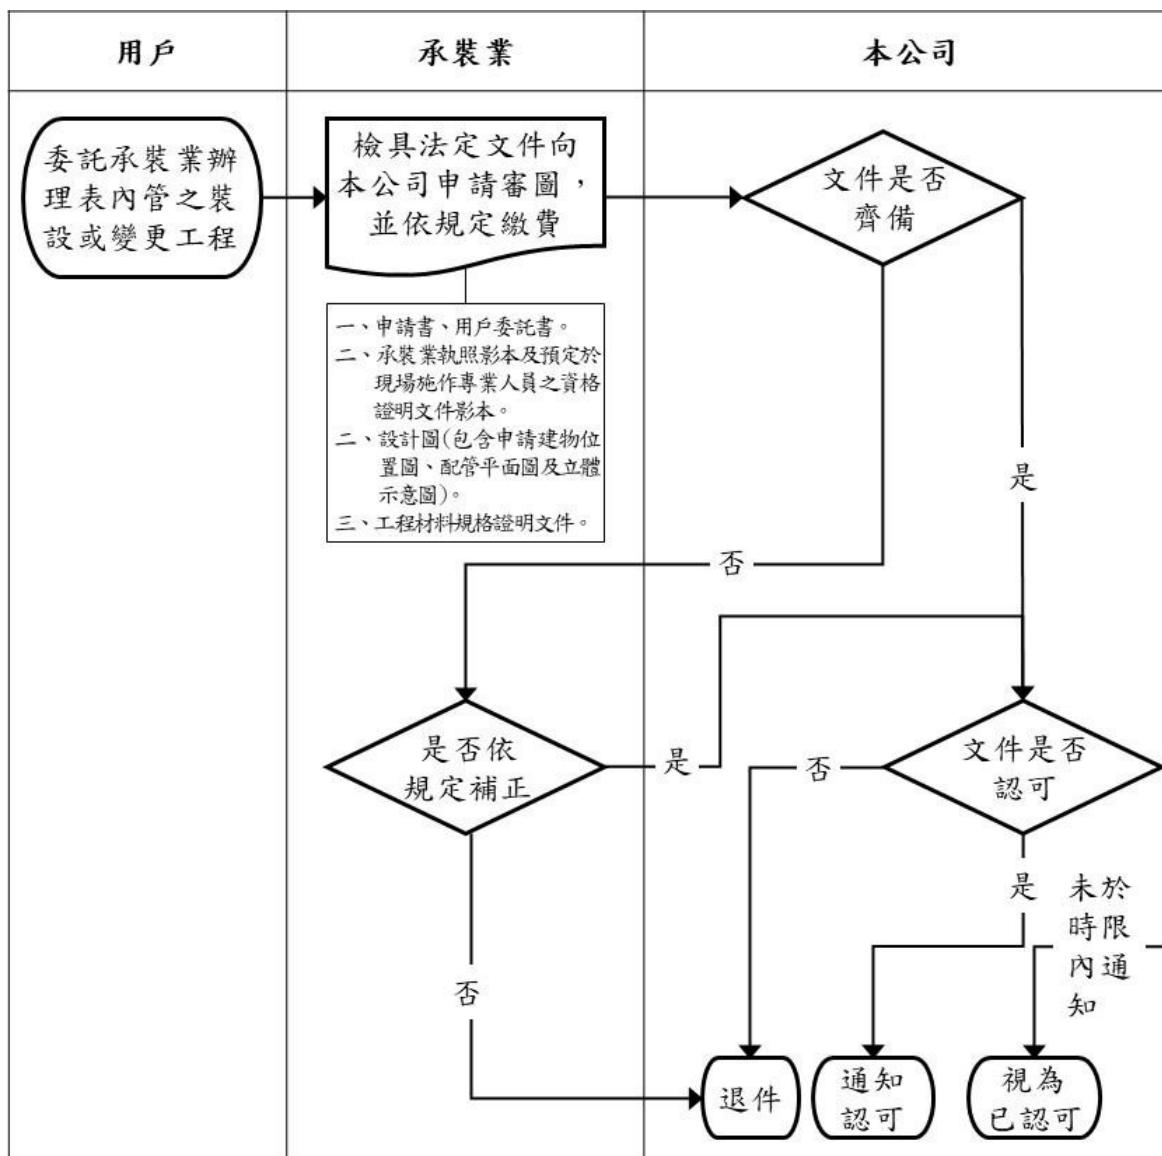 用戶
承裝業
本公司
委託承裝業辦
理表內管之裝
設或變更工程
檢具法定文件向
本公司申請審圖，
並依規定繳費
文件是否
齊備
一、申請書、用戶委託書。
二、承裝業執照影本及預定於
現場施作專業人員之資格
證明文件影本。
二、設計圖(包含申請建物位
置圖、配管平面圖及立體
示意圖)。
三、工程材料規格證明文件。
是
否
是否依
規定補正
是
否
文件是否
認可
是
未於
時限
內通
知
否
退件
通知
認可
視為
已認可